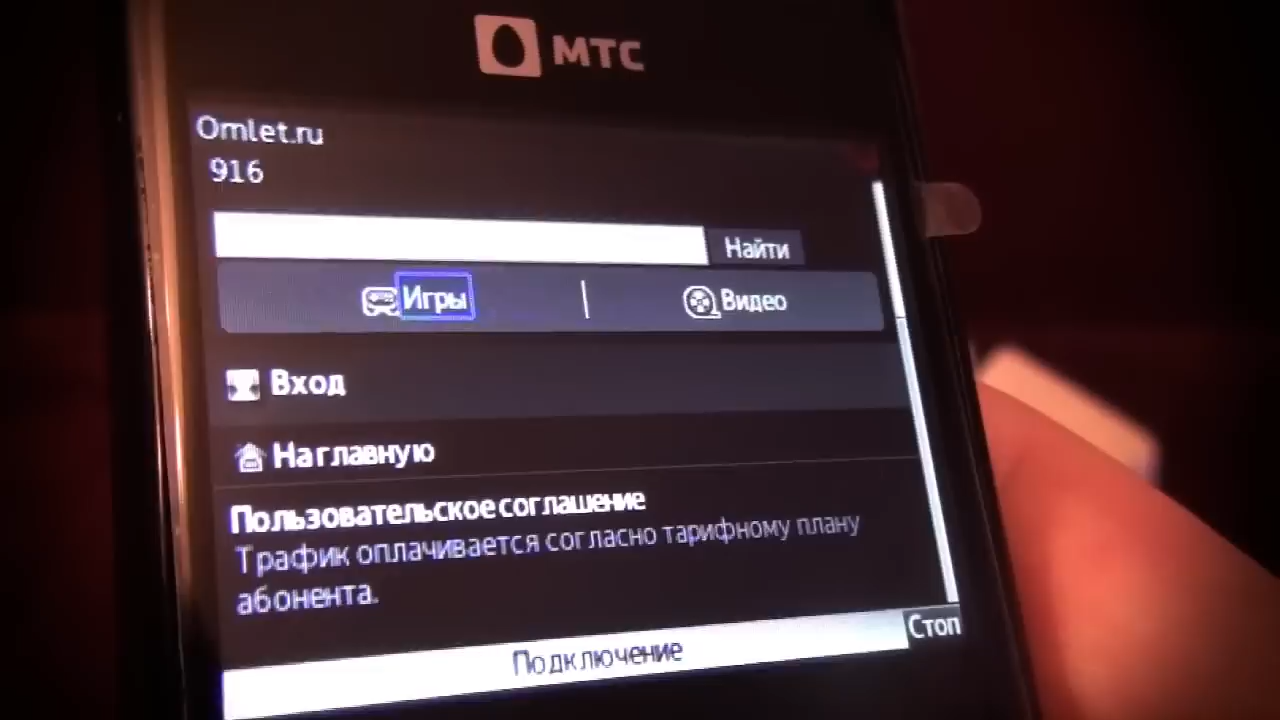 МТС
Omlet.ru
916
Найти
Игры | Видео
Вход
На главную
Пользовательское соглашение
Трафик оплачивается согласно тарифному плану
абонента.
Подключение
Стоп